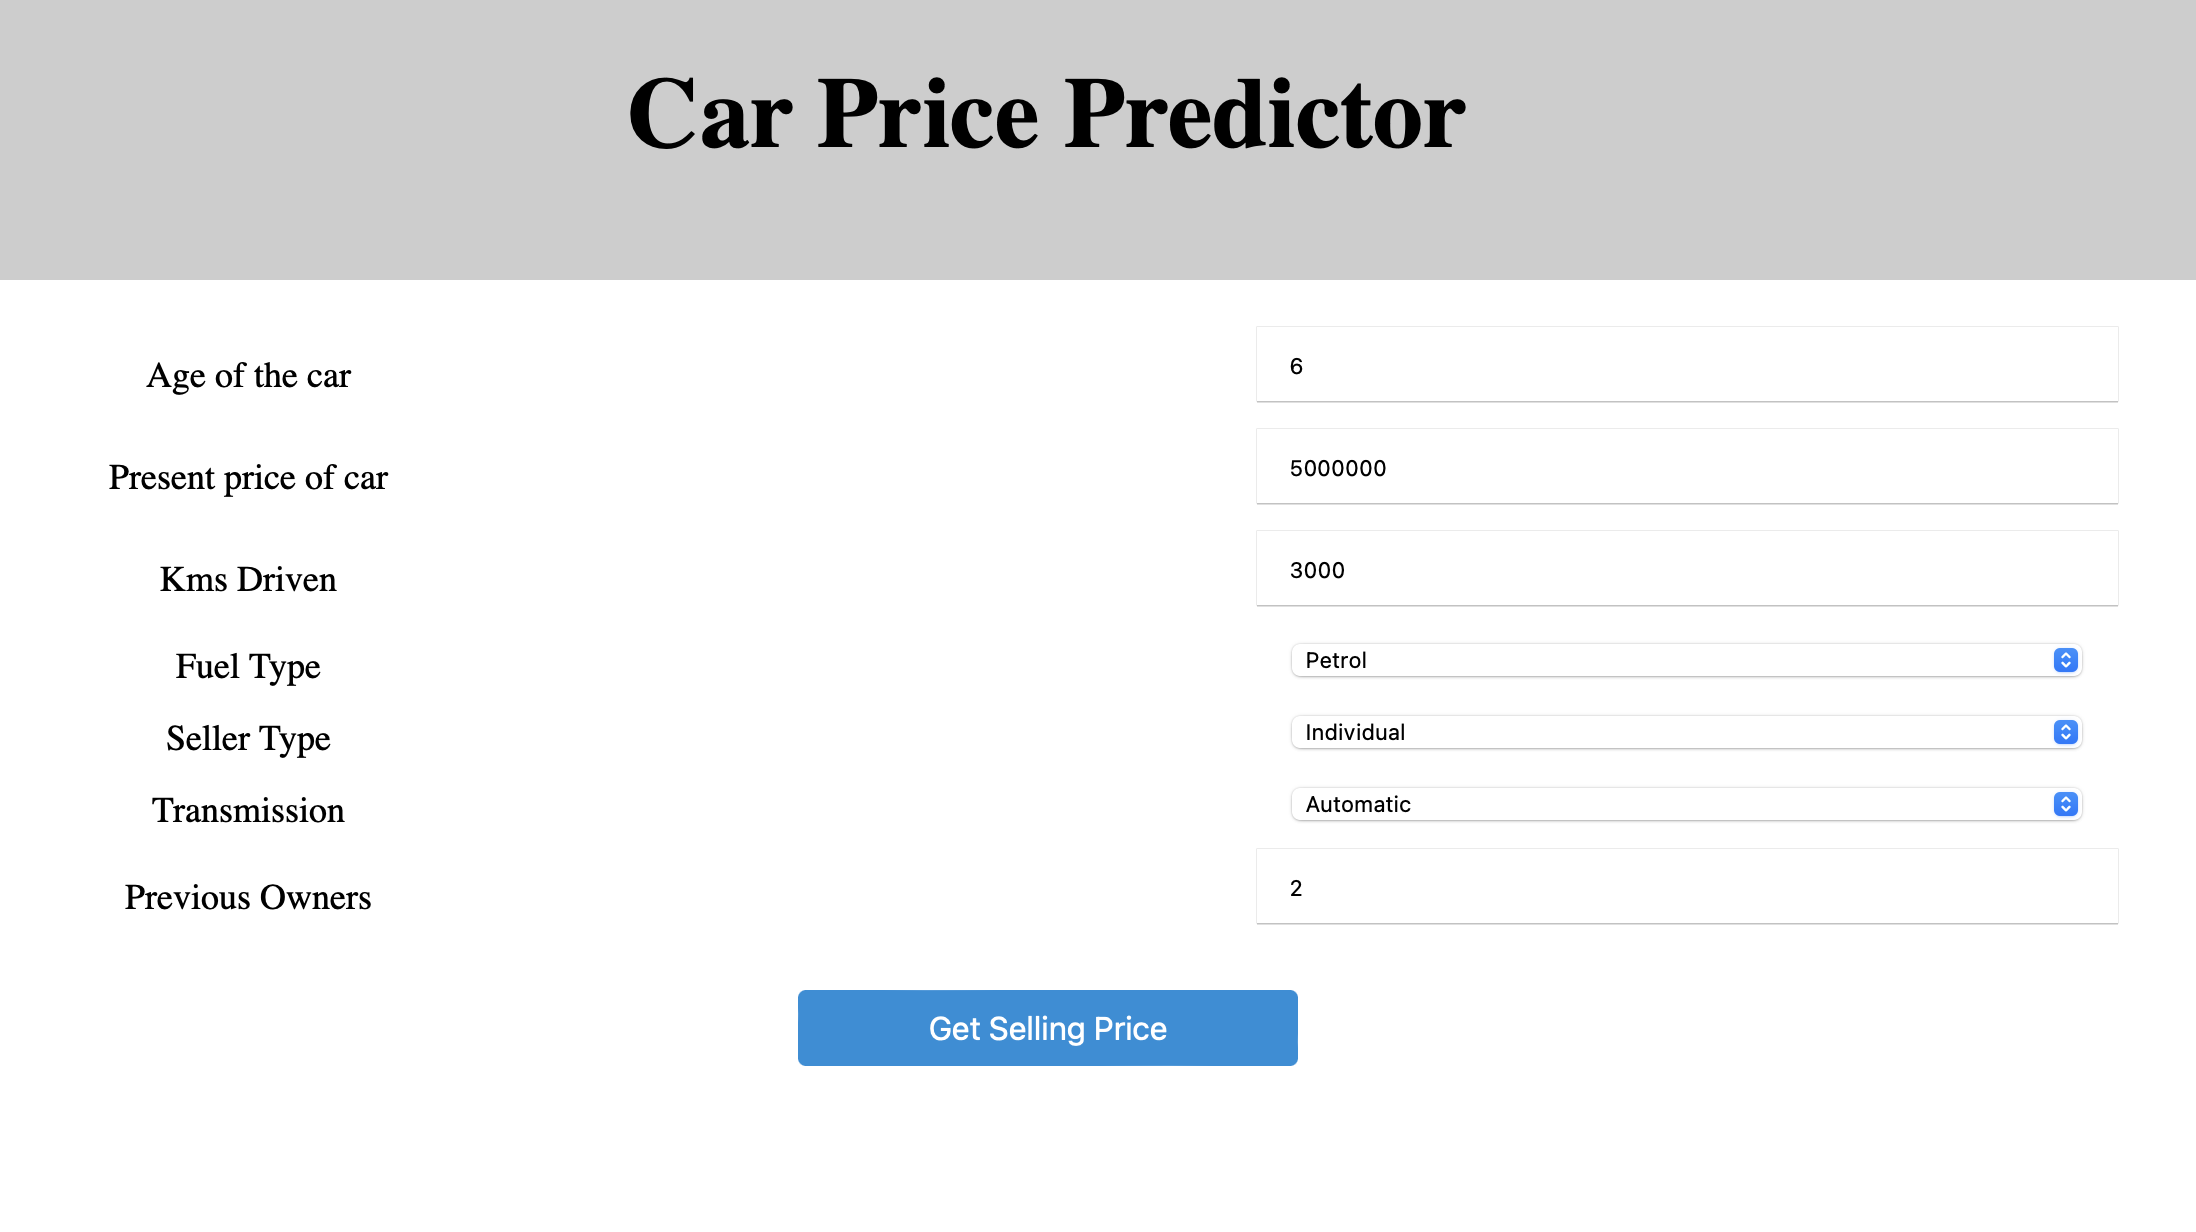 Car Price Predictor
Age of the car 6
Present price of car 5000000
Kms Driven 3000
Fuel Type Petrol
Seller Type Individual
Transmission Automatic
Previous Owners 2
Get Selling Price